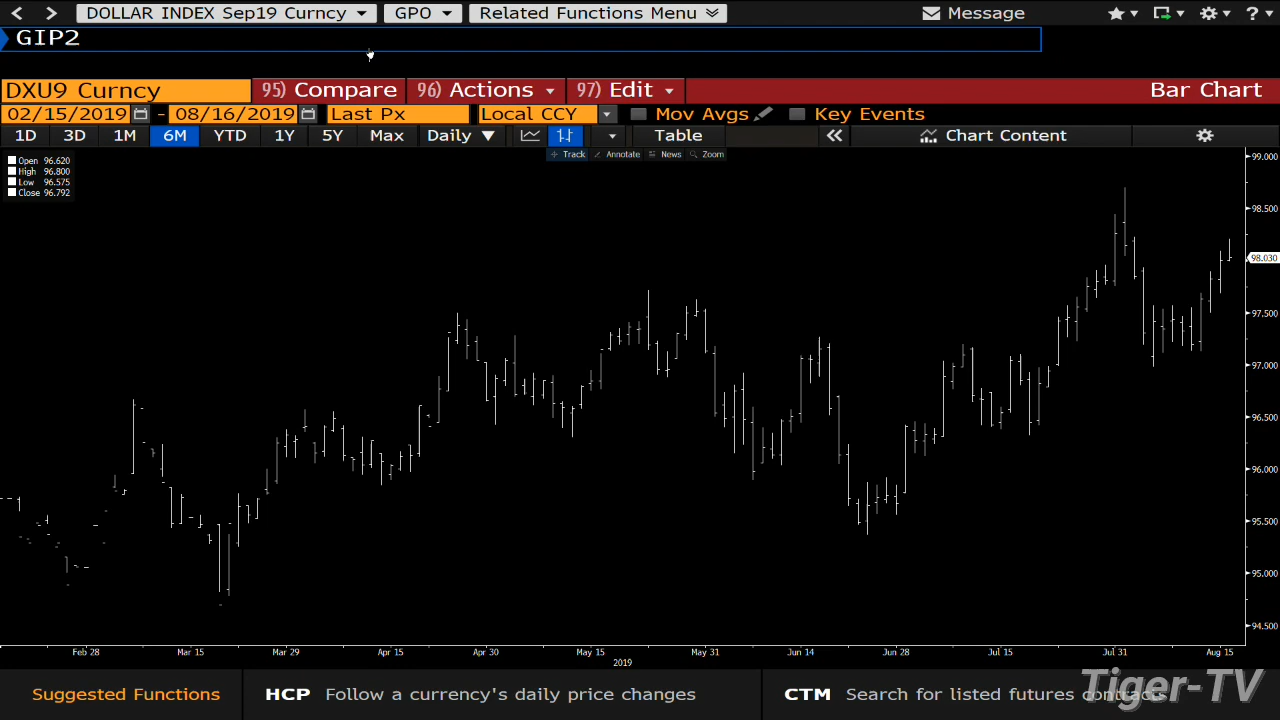 DOLLAR INDEX Sep19 Curncy GPO Related Functions Menu Message ?
GIP2
DXU9 Curncy 95) Compare 96) Actions 97) Edit Bar Chart
02/15/2019 - 08/16/2019 Last Px Local CCY Mov Avgs Key Events
1D 3D 1M 6M YTD 1Y 5Y Max Daily Table Chart Content
Track Annotate News Zoom
Open 96.620
High 96.800
Low 96.575
Close 96.792
99.000
98.500
98.030
97.500
97.000
96.500
96.000
95.500
95.000
94.500
Feb 28 Mar 15 Mar 29 Apr 15 Apr 30 May 15 May 31 Jun 14 Jun 28 Jul 15 Jul 31 Aug 15
2019
Suggested Functions HCP Follow a currency's daily price changes CTM Search for listed futures contracts
Tiger-TV